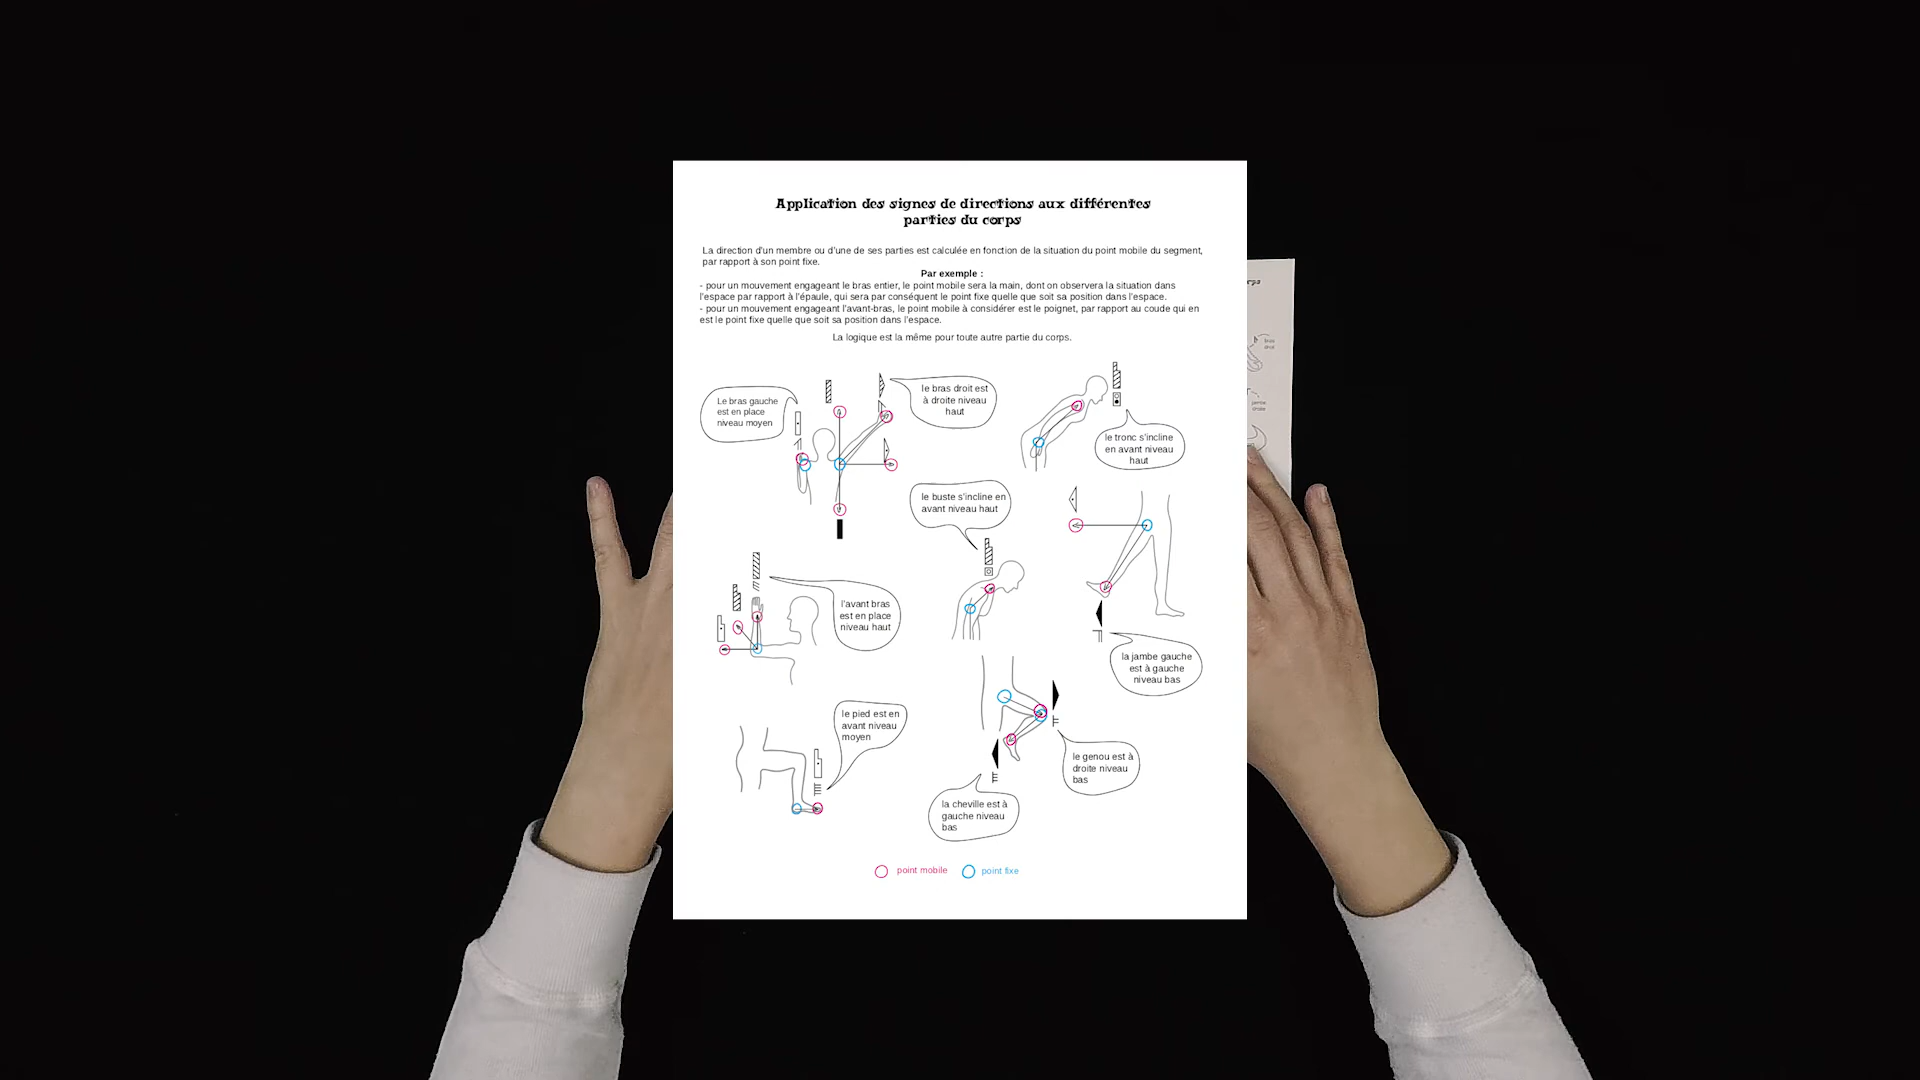 Application des signes de directions aux différentes
parties du corps
La direction d'un membre ou d'une de ses parties est calculée en fonction de la situation du point mobile du segment,
par rapport à son point fixe.
Par exemple :
- pour un mouvement engageant le bras entier, le point mobile sera la main, dont on observera la situation dans
l'espace par rapport à l'épaule, qui sera par conséquent le point fixe quelle que soit sa position dans l'espace.
- pour un mouvement engageant l'avant-bras, le point mobile à considérer est le poignet, par rapport au coude qui en
est le point fixe quelle que soit sa position dans l'espace.
La logique est la même pour toute autre partie du corps.
Le bras gauche
est en place
niveau moyen
le bras droit est
à droite niveau
haut
le tronc s'incline
en avant niveau
haut
le buste s'incline en
avant niveau haut
l'avant bras
est en place
niveau haut
la jambe gauche
est à gauche
niveau bas
le pied est en
avant niveau
moyen
le genou est à
droite niveau
bas
la cheville est à
gauche niveau
bas
point mobile
point fixe
bras
droit